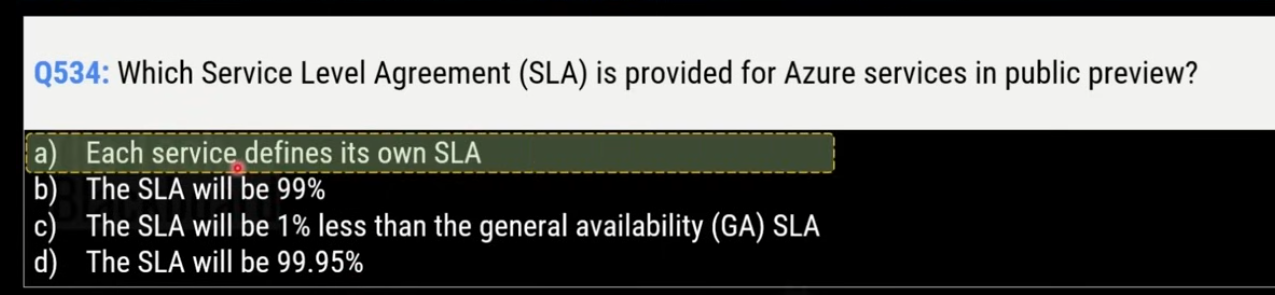 Q534: Which Service Level Agreement (SLA) is provided for Azure services in public preview?
a) Each service defines its own SLA
b) The SLA will be 99%
c) The SLA will be 1% less than the general availability (GA) SLA
d) The SLA will be 99.95%